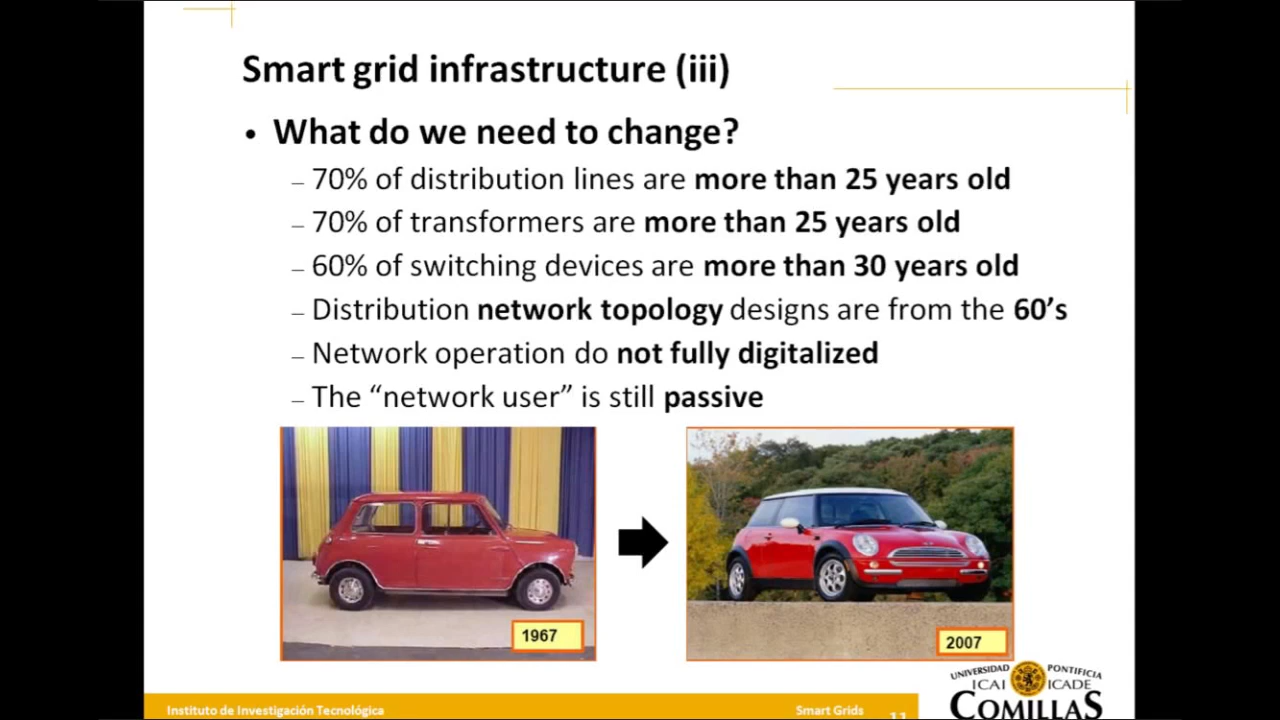 Smart grid infrastructure (iii)
• What do we need to change?
– 70% of distribution lines are more than 25 years old
– 70% of transformers are more than 25 years old
– 60% of switching devices are more than 30 years old
– Distribution network topology designs are from the 60’s
– Network operation do not fully digitalized
– The “network user” is still passive
1967
2007
UNIVERSIDAD PONTIFICIA
ICAI ICADE
COMILLAS
Instituto de Investigación Tecnológica
Smart Grids 11